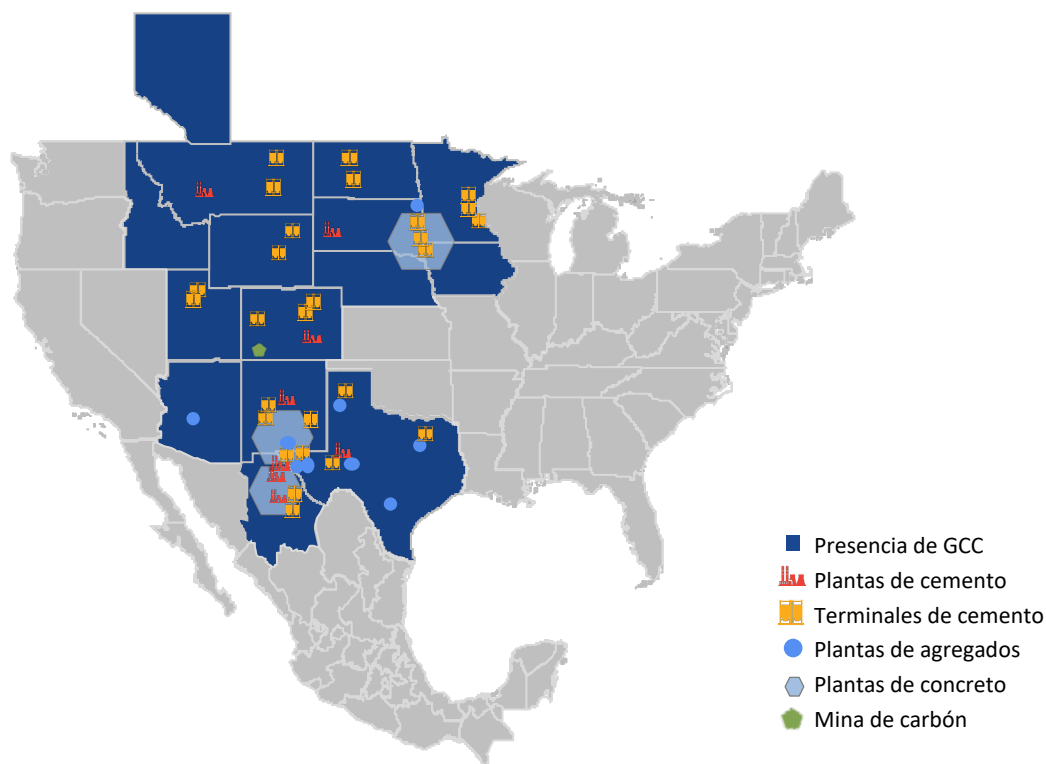 Presencia de GCC
Plantas de cemento
Terminales de cemento
Plantas de agregados
Plantas de concreto
Mina de carbón